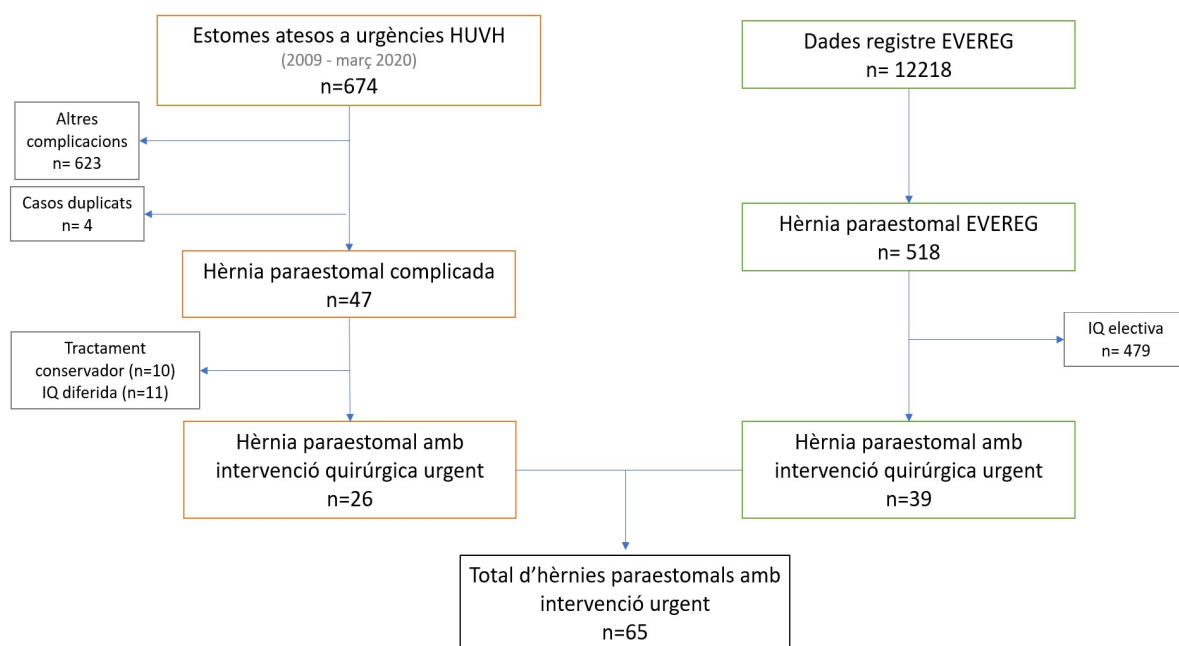 Estomes atesos a urgències HUVH
(2009 - març 2020)
n=674
Altres
complicacions
n= 623
Casos duplicats
n= 4
Hèrnia paraestomal complicada
n=47
Tractament
conservador (n=10)
IQ diferida (n=11)
Hèrnia paraestomal amb
intervenció quirúrgica urgent
n=26
Dades registre EVEREG
n= 12218
Hèrnia paraestomal EVEREG
n= 518
IQ electiva
n= 479
Hèrnia paraestomal amb
intervenció quirúrgica urgent
n=39
Total d’hèrnies paraestomals amb
intervenció urgent
n=65